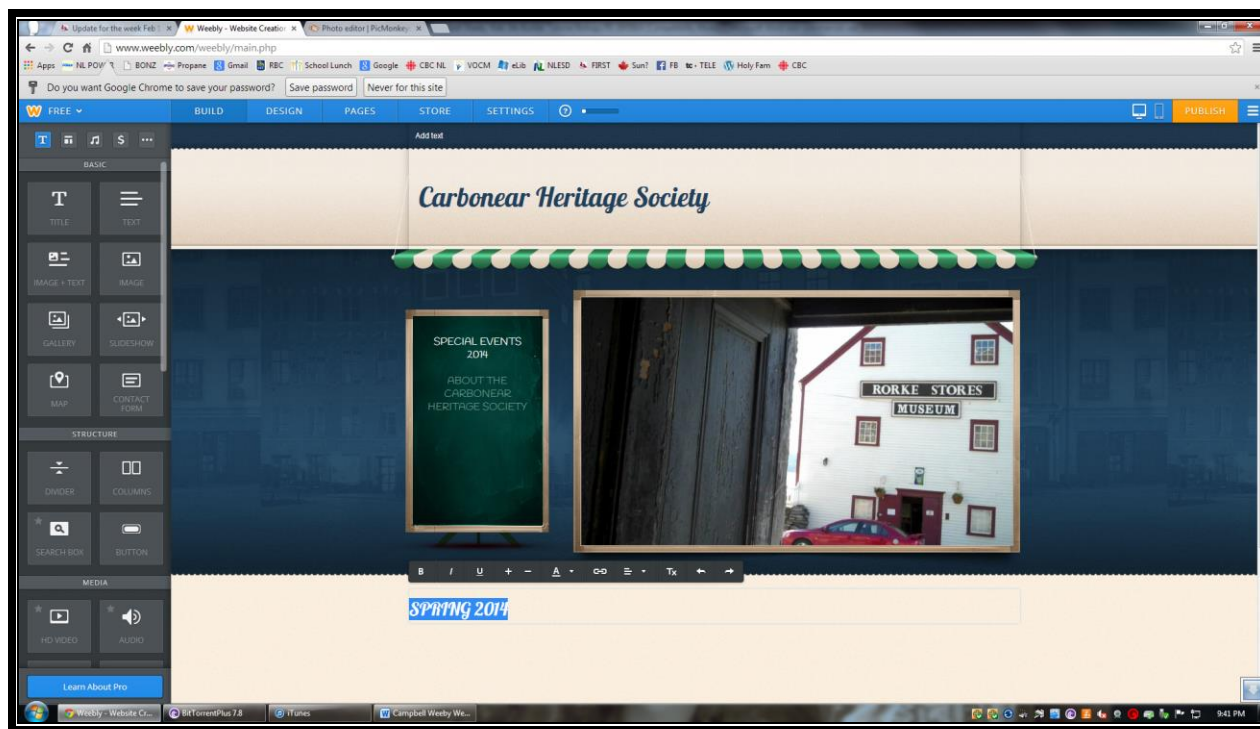 Update for the week Feb
Weebly - Website Creation
Photo editor | PicMonkey
www.weebly.com/weebly/main.php
Apps NL POW BONZ Propane Gmail RBC School Lunch Google CBC NL VOCM eLib NLESD FIRST Sun? FB TELE Holy Fam CBC
Do you want Google Chrome to save your password? Save password Never for this site
FREE BUILD DESIGN PAGES STORE SETTINGS PUBLISH
Add text
BASIC
TITLE TEXT
IMAGE + TEXT IMAGE
GALLERY SLIDESHOW
MAP CONTACT FORM
STRUCTURE
DIVIDER COLUMNS
SEARCH BOX BUTTON
MEDIA
HD VIDEO AUDIO
Learn About Pro
Carbonear Heritage Society
SPECIAL EVENTS
2014
ABOUT THE
CARBONEAR
HERITAGE SOCIETY
RORKE STORES
MUSEUM
B I U + - A Tx
SPRING 2014
Weebly - Website Cr... BitTorrentPlus 7.8 iTunes Campbell Weeby We... 9:41 PM